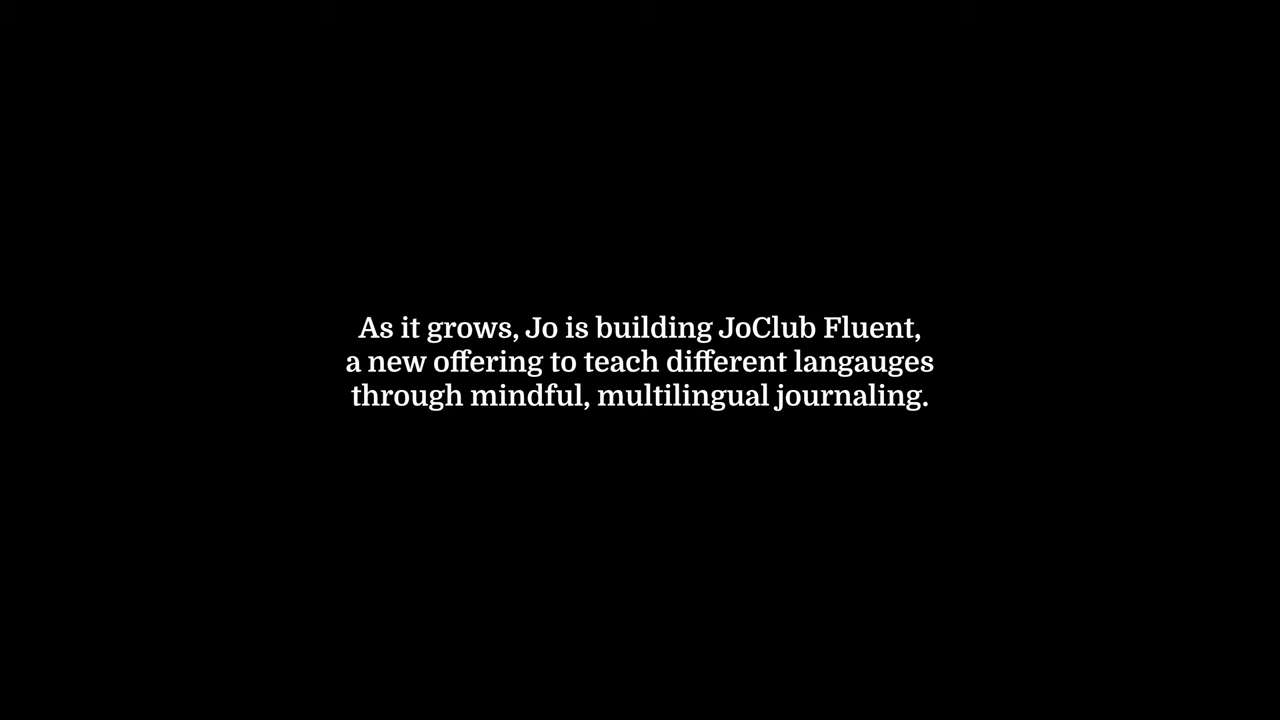 As it grows, Jo is building JoClub Fluent,
a new offering to teach different langauges
through mindful, multilingual journaling.